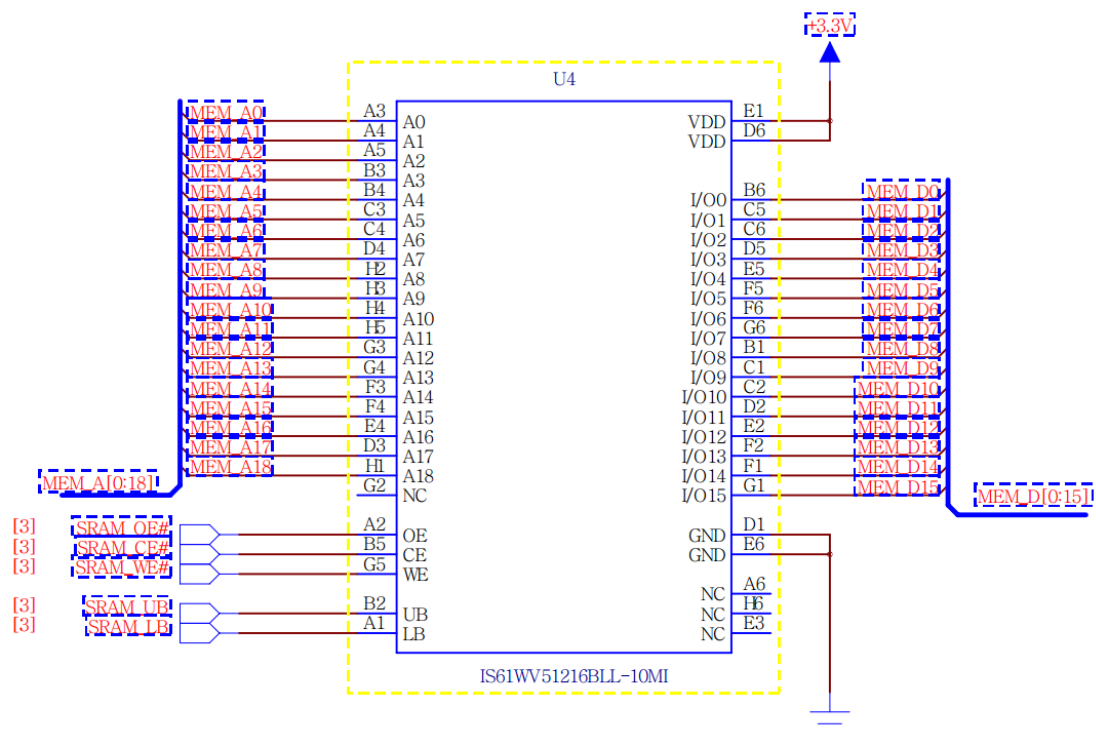 +3.3V
U4
MEM_A0 A3 A0
MEM_A1 A4 A1
MEM_A2 A5 A2
MEM_A3 B3 A3
MEM_A4 B4 A4
MEM_A5 C3 A5
MEM_A6 C4 A6
MEM_A7 D4 A7
MEM_A8 H2 A8
MEM_A9 H3 A9
MEM_A10 H4 A10
MEM_A11 H5 A11
MEM_A12 G3 A12
MEM_A13 G4 A13
MEM_A14 F3 A14
MEM_A15 F4 A15
MEM_A16 E4 A16
MEM_A17 D3 A17
MEM_A18 H1 A18
MEM_A[0:18]
G2 NC
[3] SRAM_OE# A2 OE
[3] SRAM_CE# B5 CE
[3] SRAM_WE# G5 WE
[3] SRAM_UB B2 UB
[3] SRAM_LB A1 LB
VDD E1
VDD D6
I/O0 B6 MEM_D0
I/O1 C5 MEM_D1
I/O2 C6 MEM_D2
I/O3 D5 MEM_D3
I/O4 E5 MEM_D4
I/O5 F5 MEM_D5
I/O6 F6 MEM_D6
I/O7 G6 MEM_D7
I/O8 B1 MEM_D8
I/O9 C1 MEM_D9
I/O10 C2 MEM_D10
I/O11 D2 MEM_D11
I/O12 E2 MEM_D12
I/O13 F2 MEM_D13
I/O14 F1 MEM_D14
I/O15 G1 MEM_D15
MEM_D[0:15]
GND D1
GND E6
NC A6
NC H6
NC E3
IS61WV51216BLL-10MI